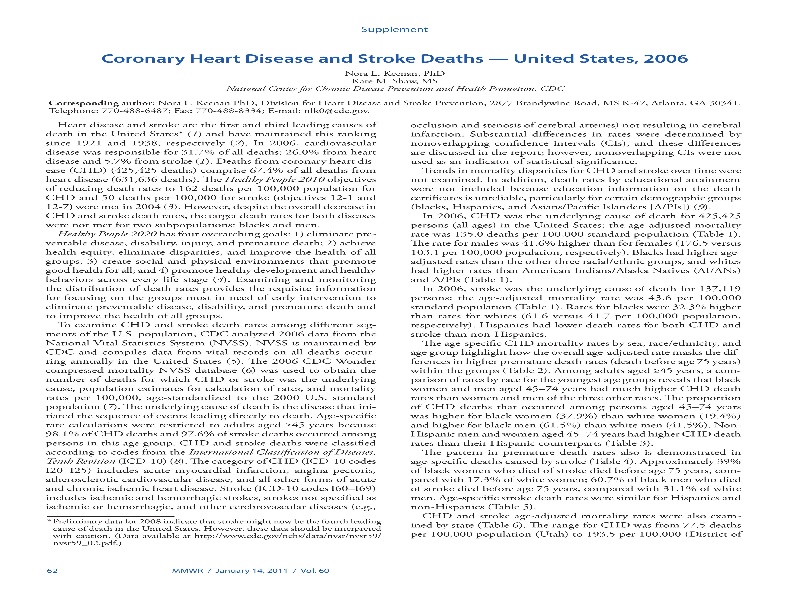 Supplement
Coronary Heart Disease and Stroke Deaths — United States, 2006
Nora L. Keenan, PhD
Kate M. Shaw, MS
National Center for Chronic Disease Prevention and Health Promotion, CDC
Corresponding author: Nora L. Keenan PhD, Division for Heart Disease and Stroke Prevention, 2027 Brandywine Road, MS K-47, Atlanta, GA 30341.
Telephone: 770-488-6487; Fax: 770-488-8334; E-mail: nlk0@cdc.gov.
Heart disease and stroke are the first and third leading causes of
death in the United States* (1) and have maintained this ranking
since 1921 and 1938, respectively (2). In 2006, cardiovascular
disease was responsible for 31.7% of all deaths: 26.0% from heart
disease and 5.7% from stroke (1). Deaths from coronary heart dis-
ease (CHD) (425,425 deaths) comprise 67.4% of all deaths from
heart disease (631,636 deaths). The Healthy People 2010 objectives
of reducing death rates to 162 deaths per 100,000 population for
CHD and 50 deaths per 100,000 for stroke (objectives 12-1 and
12-7) were met in 2004 (3). However, despite the overall decrease in
CHD and stroke death rates, the target death rates for both diseases
were not met for two subpopulations: blacks and men.
Healthy People 2020 has four overarching goals: 1) eliminate pre-
ventable disease, disability, injury, and premature death; 2) achieve
health equity, eliminate disparities, and improve the health of all
groups; 3) create social and physical environments that promote
good health for all; and 4) promote healthy development and healthy
behaviors across every life stage (4). Examining and monitoring
the distribution of death rates provides the requisite information
for focusing on the groups most in need of early intervention to
eliminate preventable disease, disability, and premature death and
to improve the health of all groups.
To examine CHD and stroke death rates among different seg-
ments of the U.S. population, CDC analyzed 2006 data from the
National Vital Statistics System (NVSS). NVSS is maintained by
CDC and compiles data from vital records on all deaths occur-
ring annually in the United States (5). The 2006 CDC Wonder
compressed mortality NVSS database (6) was used to obtain the
number of deaths for which CHD or stroke was the underlying
cause, population estimates for calculation of rates, and mortality
rates per 100,000, age-standardized to the 2000 U.S. standard
population (7). The underlying cause of death is the disease that ini-
tiated the sequence of events leading directly to death. Age-specific
rate calculations were restricted to adults aged ≥45 years because
98.1% of CHD deaths and 97.6% of stroke deaths occurred among
persons in this age group. CHD and stroke deaths were classified
according to codes from the International Classification of Diseases,
Tenth Revision (ICD-10) (8). The category of CHD (ICD-10 codes
I20–I25) includes acute myocardial infarction, angina pectoris,
atherosclerotic cardiovascular disease, and all other forms of acute
and chronic ischemic heart disease. Stroke (ICD-10 codes I60–I69)
includes ischemic and hemorrhagic strokes, strokes not specified as
ischemic or hemorrhagic, and other cerebrovascular diseases (e.g.,
* Preliminary data for 2008 indicate that stroke might now be the fourth leading
cause of death in the United States. However, these data should be interpreted
with caution. (Data available at http://www.cdc.gov/nchs/data/nvsr/nvsr59/
nvsr59_02.pdf.)
occlusion and stenosis of cerebral arteries) not resulting in cerebral
infarction. Substantial differences in rates were determined by
nonoverlapping confidence intervals (CIs), and these differences
are discussed in the report; however, nonoverlapping CIs were not
used as an indicator of statistical significance.
Trends in mortality disparities for CHD and stroke over time were
not examined. In addition, death rates by educational attainment
were not included because education information on the death
certificates is unreliable, particularly for certain demographic groups
(blacks, Hispanics, and Asians/Pacific Islanders [A/PIs]) (9).
In 2006, CHD was the underlying cause of death for 425,425
persons (all ages) in the United States; the age-adjusted mortality
rate was 135.0 deaths per 100,000 standard population (Table 1).
The rate for males was 41.6% higher than for females (176.5 versus
103.1 per 100,000 population, respectively). Blacks had higher age-
adjusted rates than the other three racial/ethnic groups, and whites
had higher rates than American Indians/Alaska Natives (AI/ANs)
and A/PIs (Table 1).
In 2006, stroke was the underlying cause of death for 137,119
persons; the age-adjusted mortality rate was 43.6 per 100,000
standard population (Table 1). Rates for blacks were 32.3% higher
than rates for whites (61.6 versus 41.7 per 100,000 population,
respectively). Hispanics had lower death rates for both CHD and
stroke than non-Hispanics.
The age-specific CHD mortality rates by sex, race/ethnicity, and
age group highlight how the overall age-adjusted rate masks the dif-
ferences in higher premature death rates (death before age 75 years)
within the groups (Table 2). Among adults aged ≥45 years, a com-
parison of rates for the youngest age groups reveals that black
women and men aged 45–74 years had much higher CHD death
rates than women and men of the three other races. The proportion
of CHD deaths that occurred among persons aged 45–74 years
was higher for black women (37.9%) than white women (19.4%)
and higher for black men (61.5%) than white men (41.5%). Non-
Hispanic men and women aged 45–74 years had higher CHD death
rates than their Hispanic counterparts (Table 3).
The pattern in premature death rates also is demonstrated in
age-specific deaths caused by stroke (Table 4). Approximately 39%
of black women who died of stroke died before age 75 years, com-
pared with 17.3% of white women; 60.7% of black men who died
of stroke died before age 75 years, compared with 31.1% of white
men. Age-specific stroke death rates were similar for Hispanics and
non-Hispanics (Table 5).
CHD and stroke age-adjusted mortality rates were also exam-
ined by state (Table 6). The range for CHD was from 77.5 deaths
per 100,000 population (Utah) to 193.5 per 100,000 (District of
62
MMWR / January 14, 2011 / Vol. 60